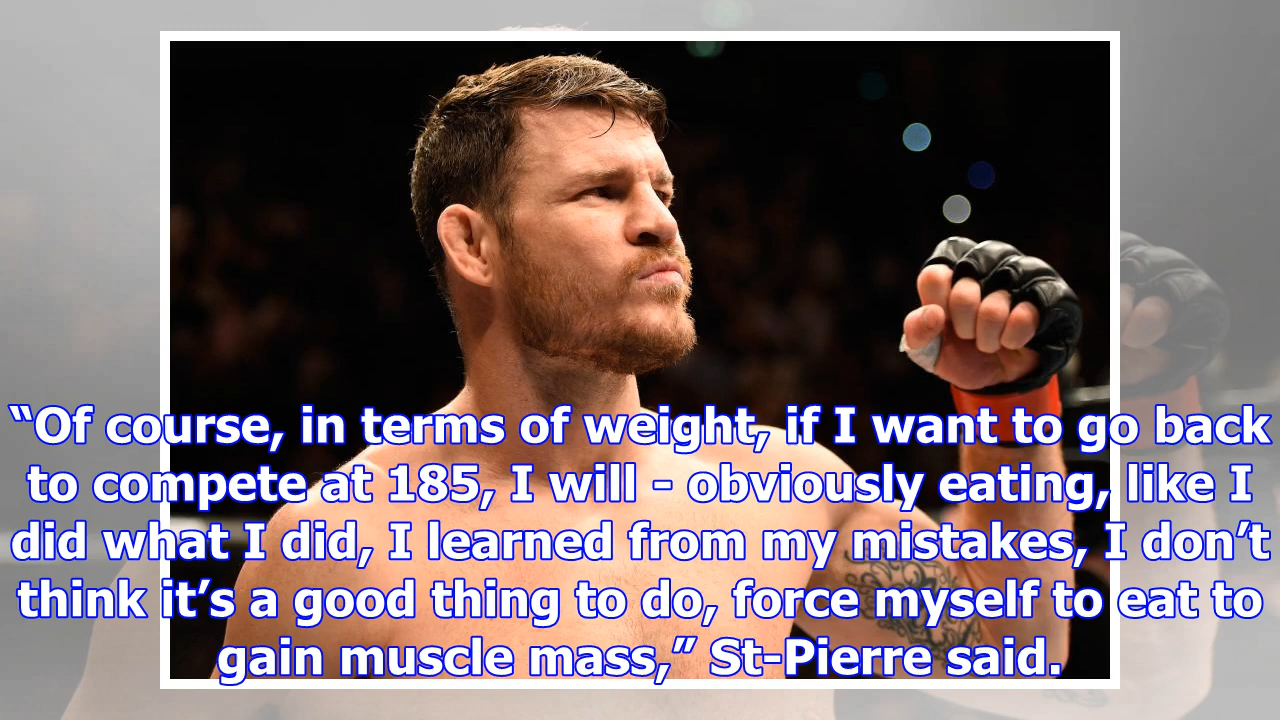 “Of course, in terms of weight, if I want to go back
to compete at 185, I will - obviously eating, like I
did what I did, I learned from my mistakes, I don’t
think it’s a good thing to do, force myself to eat to
gain muscle mass,” St-Pierre said.